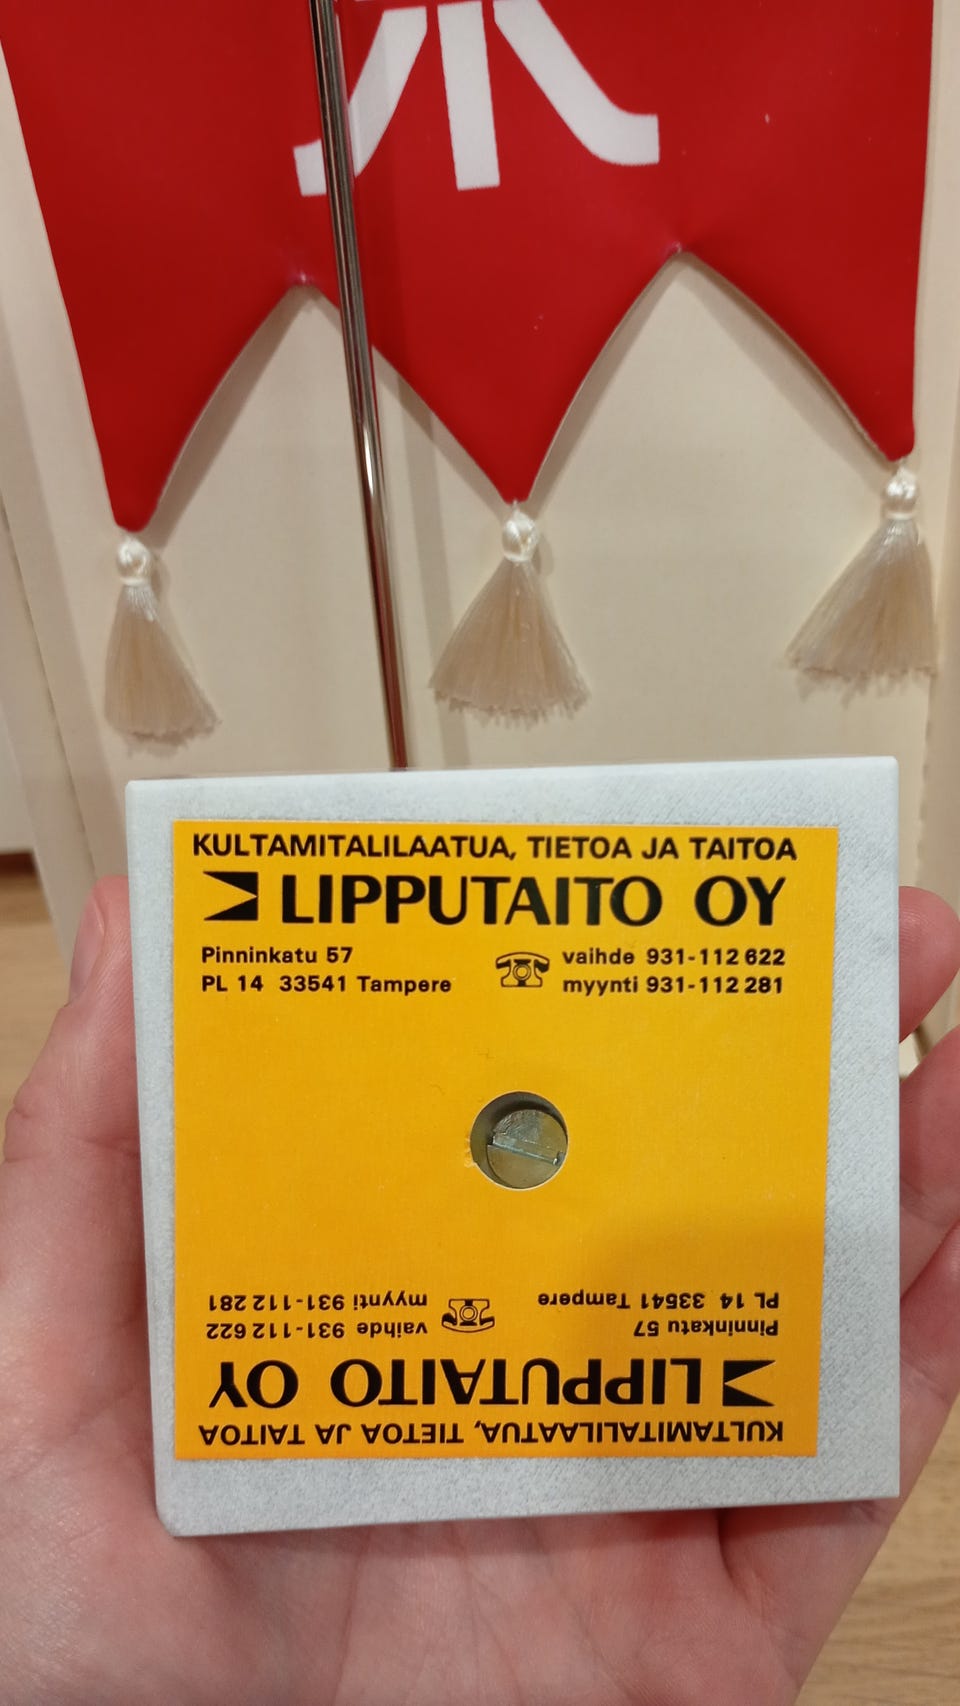 KULTAMITALILAATUA, TIETOA JA TAITOA
LIPPUTAITO OY
Pinninkatu 57
PL 14 33541 Tampere
vaihde 931-112 622
myynti 931-112 281
KULTAMITALILAATUA, TIETOA JA TAITOA
LIPPUTAITO OY
Pinninkatu 57
PL 14 33541 Tampere
vaihde 931-112 622
myynti 931-112 281